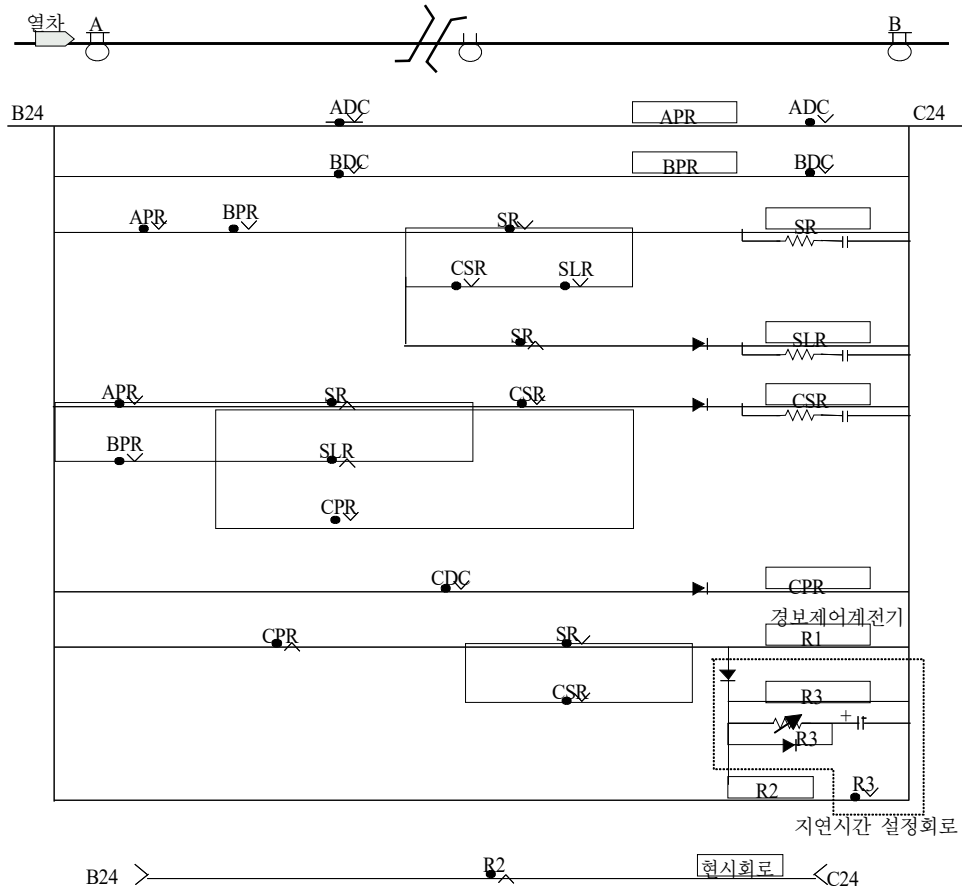 열차 A B
B24 ADC APR ADC C24
BDC BPR BDC
APR BPR SR SR
CSR SLR
SR SLR
APR SR CSR CSR
BPR SLR
CPR
CDC CPR
경보제어계전기
CPR SR R1
CSR R3
+
R3
R2 R3
지연시간 설정회로
B24 R2 현시회로 C24